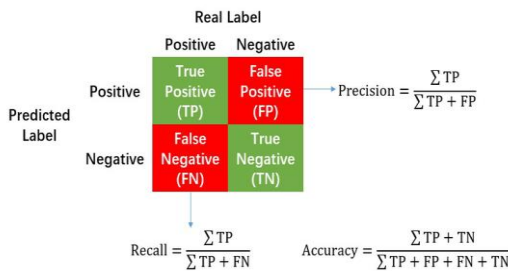 Real Label
Positive Negative
Predicted
Label
Positive
True
Positive
(TP)
False
Positive
(FP)
Precision = ∑ TP / ∑ TP + FP
Negative
False
Negative
(FN)
True
Negative
(TN)
Recall = ∑ TP / ∑ TP + FN
Accuracy = ∑ TP + TN / ∑ TP + FP + FN + TN